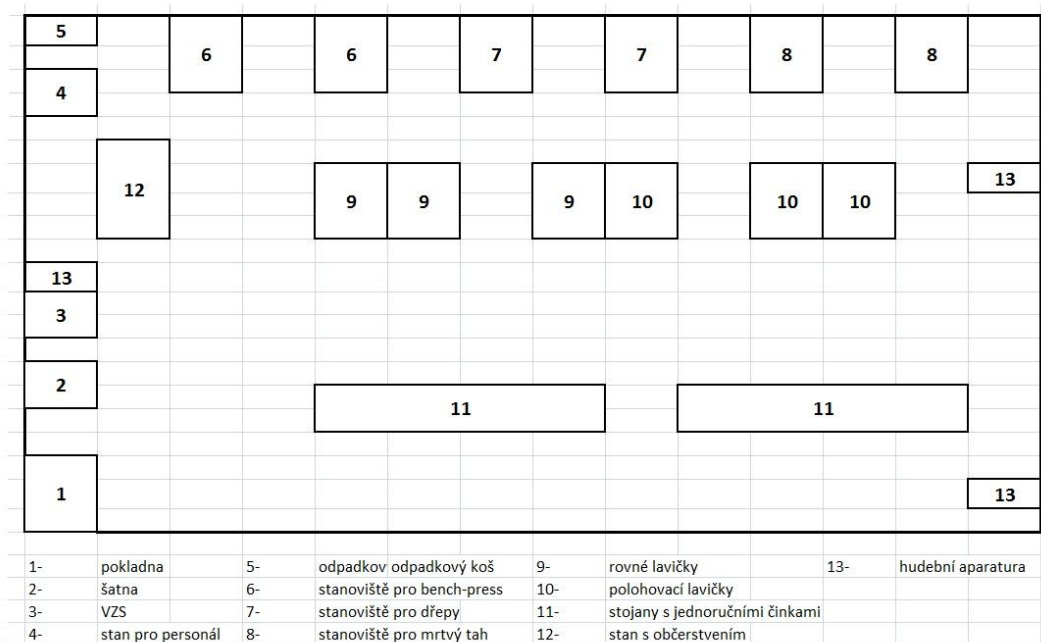 5
6 6 7 7 8 8
4
12 9 9 9 10 10 10 13
13
3
2
11 11
1 13
1- pokladna 5- odpadkov odpadkový koš 9- rovné lavičky 13- hudební aparatura
2- šatna 6- stanoviště pro bench-press 10- polohovací lavičky
3- VZS 7- stanoviště pro dřepy 11- stojany s jednoručními činkami
4- stan pro personál 8- stanoviště pro mrtvý tah 12- stan s občerstvením